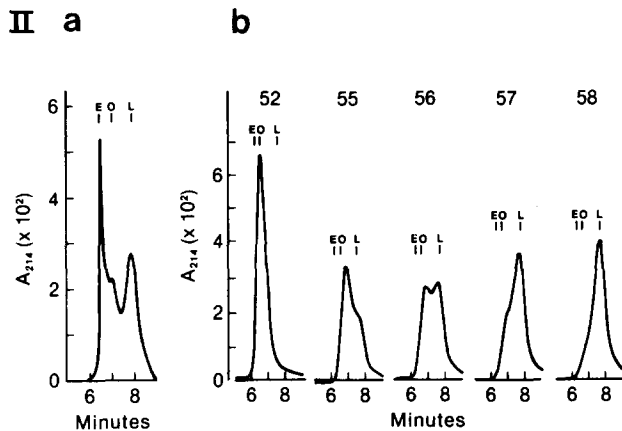 II a b
52 55 56 57 58
E O L
EO L
EO L
EO L
EO L
EO L
A214 (x 10²)
6
4
2
0
6 8
Minutes
A214 (x 10²)
6
4
2
0
6 8
6 8
6 8
6 8
6 8
Minutes